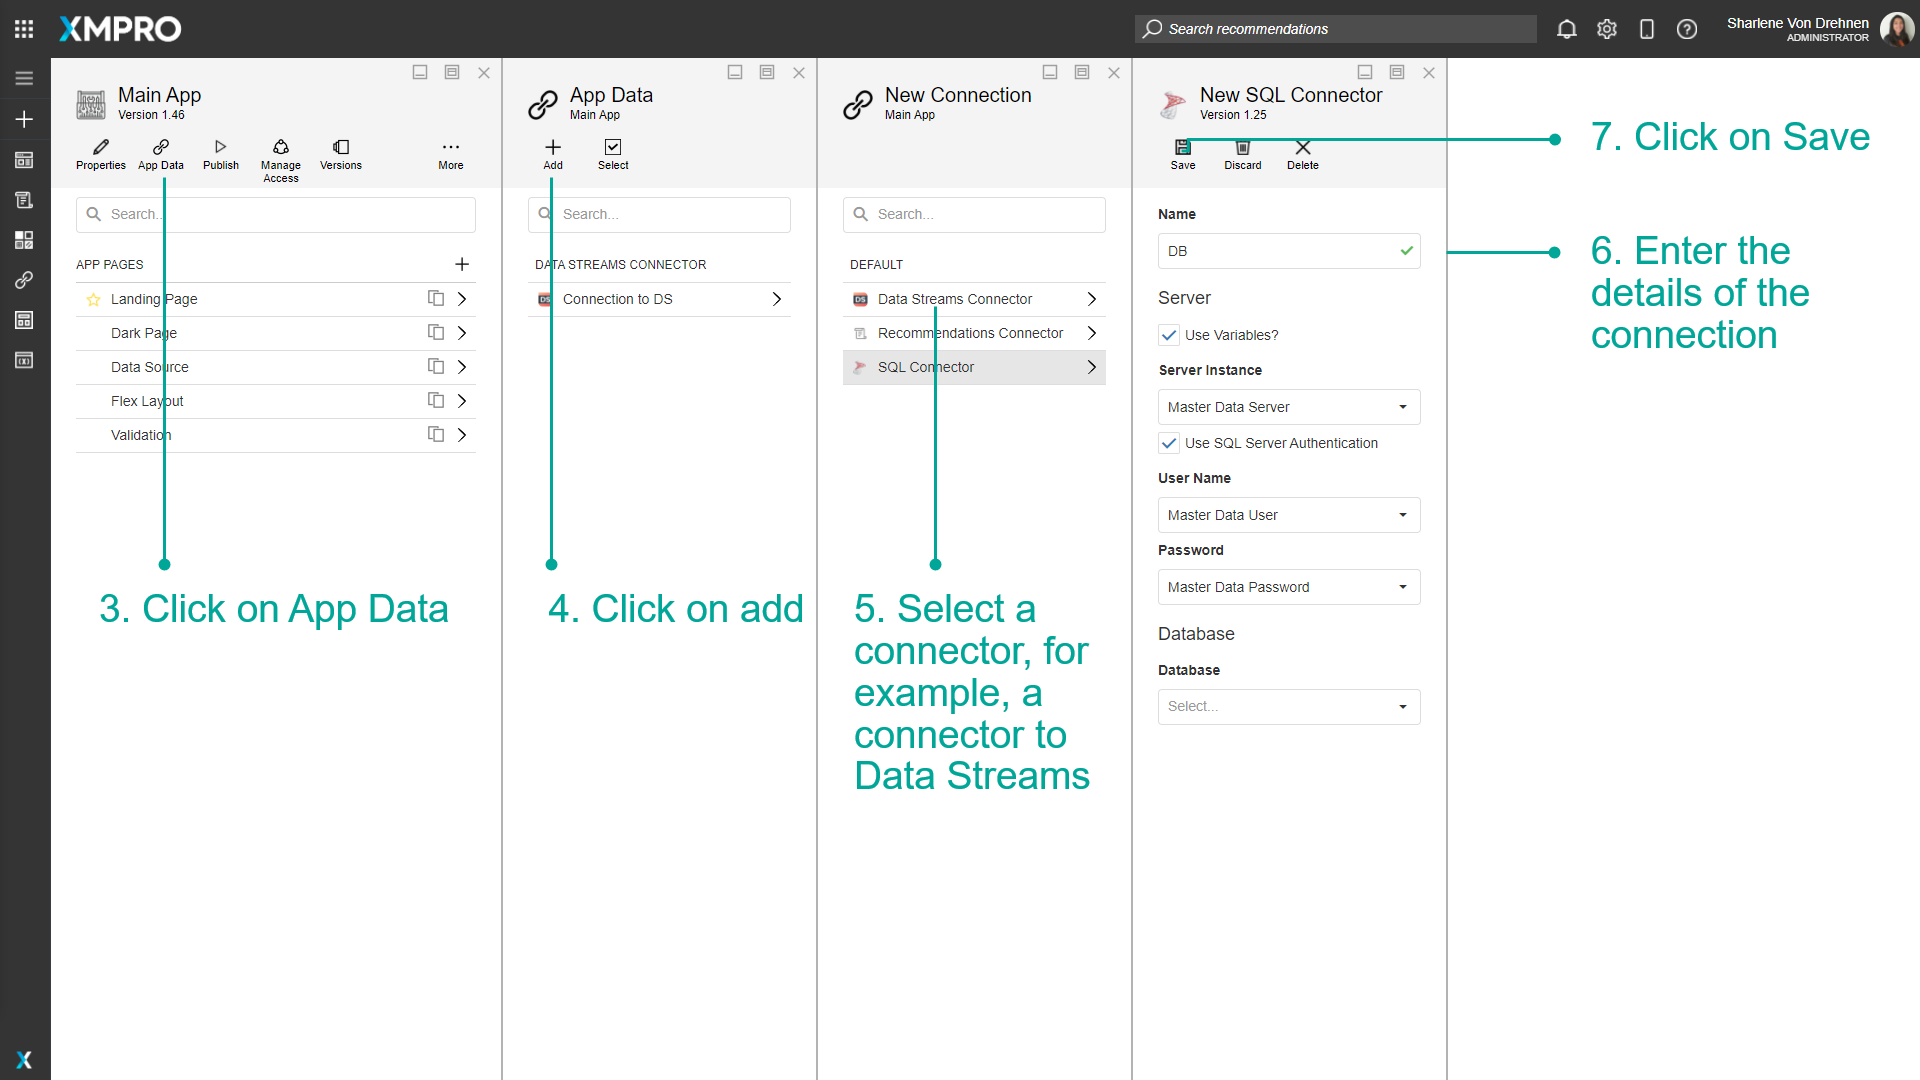 XMPRO
Search recommendations
Sharlene Von Drehnen
ADMINISTRATOR
Main App
Version 1.46
Properties
App Data
Publish
Manage
Access
Versions
More
Search...
APP PAGES
Landing Page
Dark Page
Data Source
Flex Layout
Validation
3. Click on App Data
App Data
Main App
Add
Select
Search...
DATA STREAMS CONNECTOR
DS
Connection to DS
4. Click on add
New Connection
Main App
Search...
DEFAULT
DS
Data Streams Connector
Recommendations Connector
SQL Connector
5. Select a
connector, for
example, a
connector to
Data Streams
New SQL Connector
Version 1.25
Save
Discard
Delete
Name
DB
Server
Use Variables?
Server Instance
Master Data Server
Use SQL Server Authentication
User Name
Master Data User
Password
Master Data Password
Database
Database
Select...
7. Click on Save
6. Enter the
details of the
connection